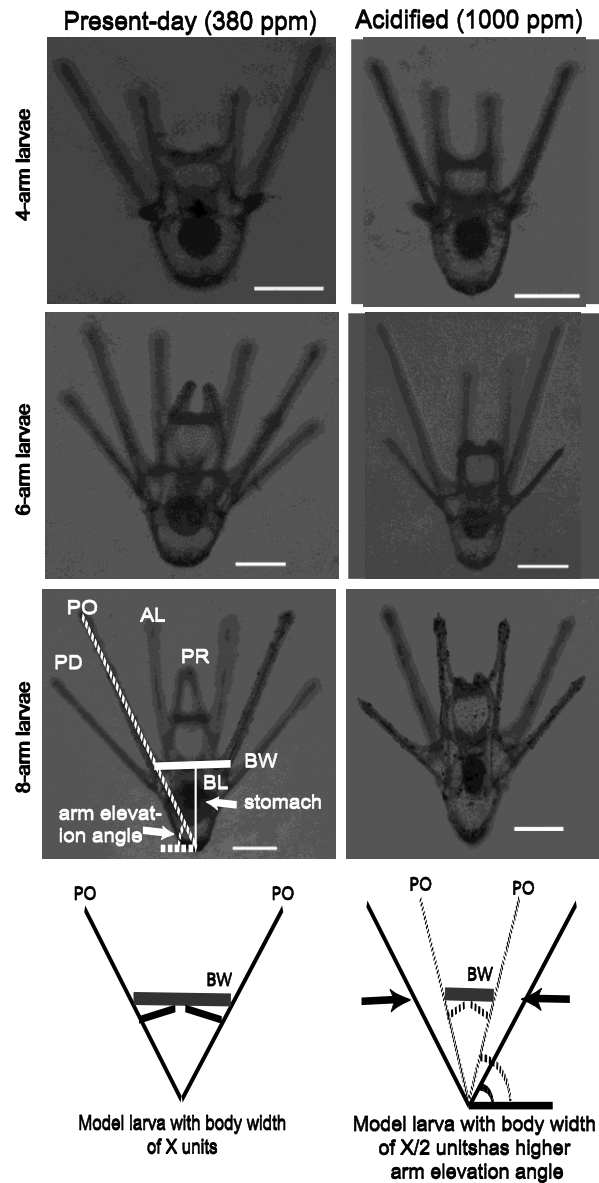 Present-day (380 ppm)
Acidified (1000 ppm)
4-arm larvae
6-arm larvae
8-arm larvae
PO
AL
PR
PD
BW
BL
stomach
arm elevat-
ion angle
PO
PO
BW
Model larva with body width
of X units
PO
PO
BW
Model larva with body width
of X/2 unitshas higher
arm elevation angle